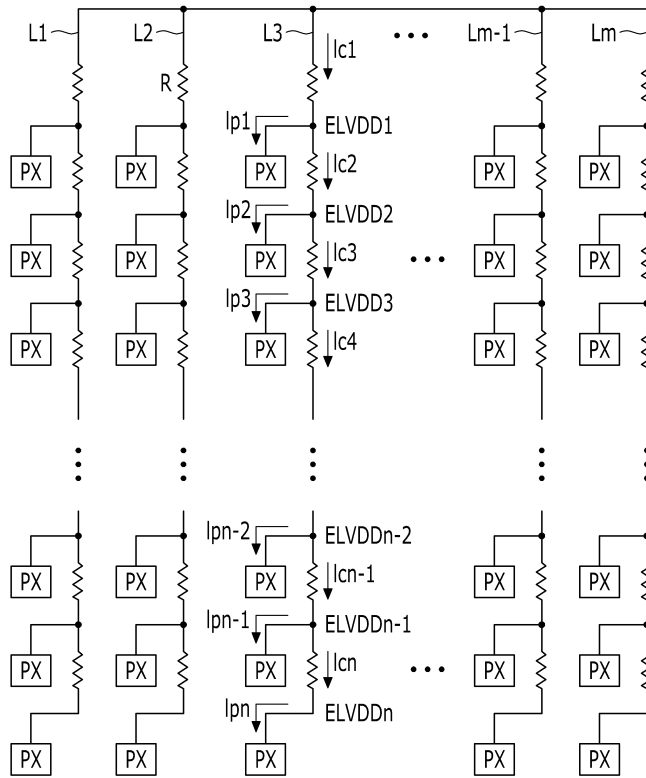 L1 L2 L3 Ic1 ••• Lm-1 Lm
R
Ip1 ELVDD1
PX PX PX Ic2 PX PX
Ip2 ELVDD2
PX PX PX Ic3 ••• PX PX
Ip3 ELVDD3
PX PX PX Ic4 PX PX
Ipn-2 ELVDDn-2
PX PX PX Icn-1 PX PX
Ipn-1 ELVDDn-1
PX PX PX Icn ••• PX PX
Ipn ELVDDn
PX PX PX PX PX